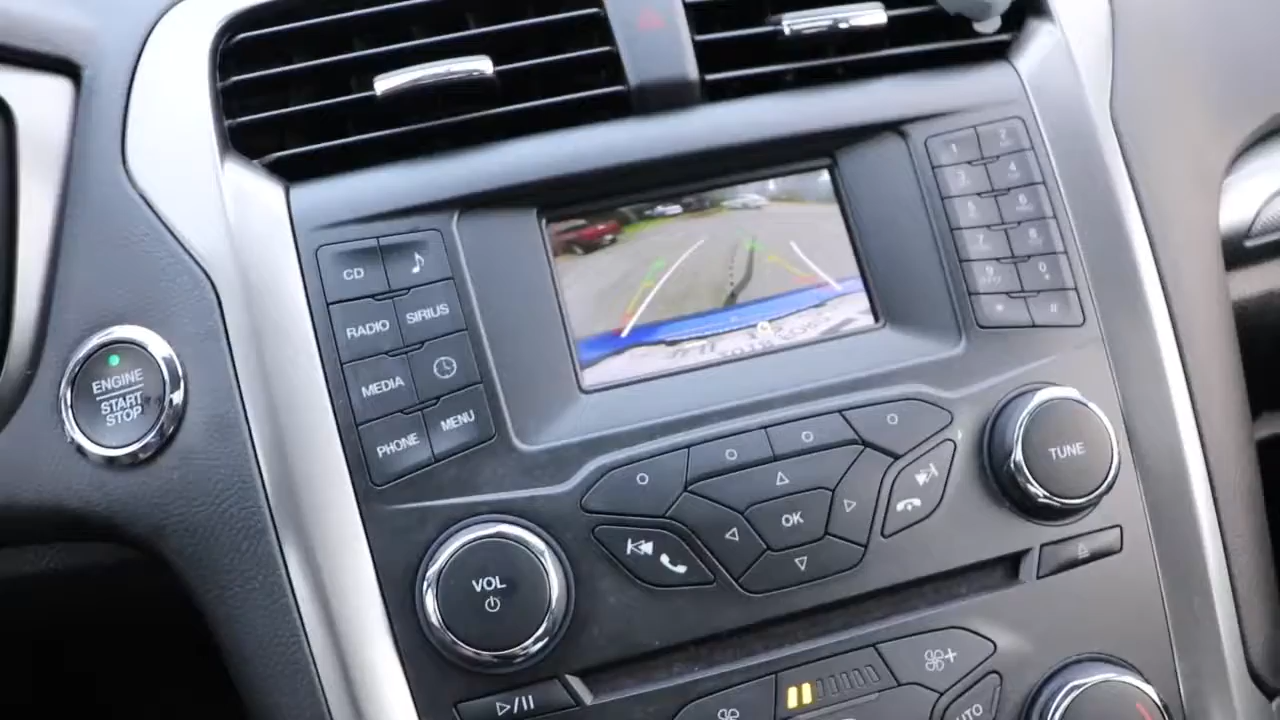 1 2
3 4
5 6
7 8
9 0
* #
CD
RADIO SIRIUS
MEDIA
PHONE MENU
ENGINE
START
STOP
TUNE
OK
VOL
AUTO